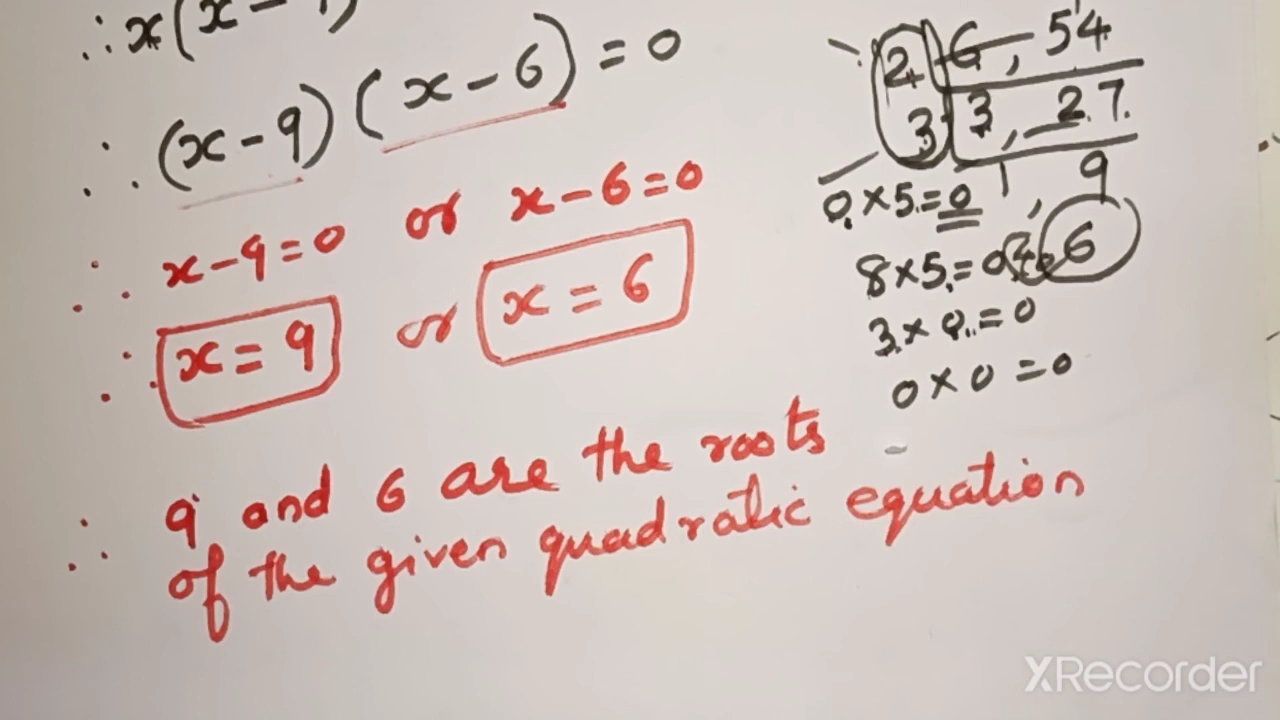 ∴ x(x-
∴ (x-9)(x-6)=0
∴ x-9=0 or x-6=0
∴ x=9 or x=6
∴ 9 and 6 are the roots
of the given quadratic equation
2 6, 54
3 3, 27
1, 9
0×5=0
8×5=0
6
3×0=0
0×0=0
XRecorder